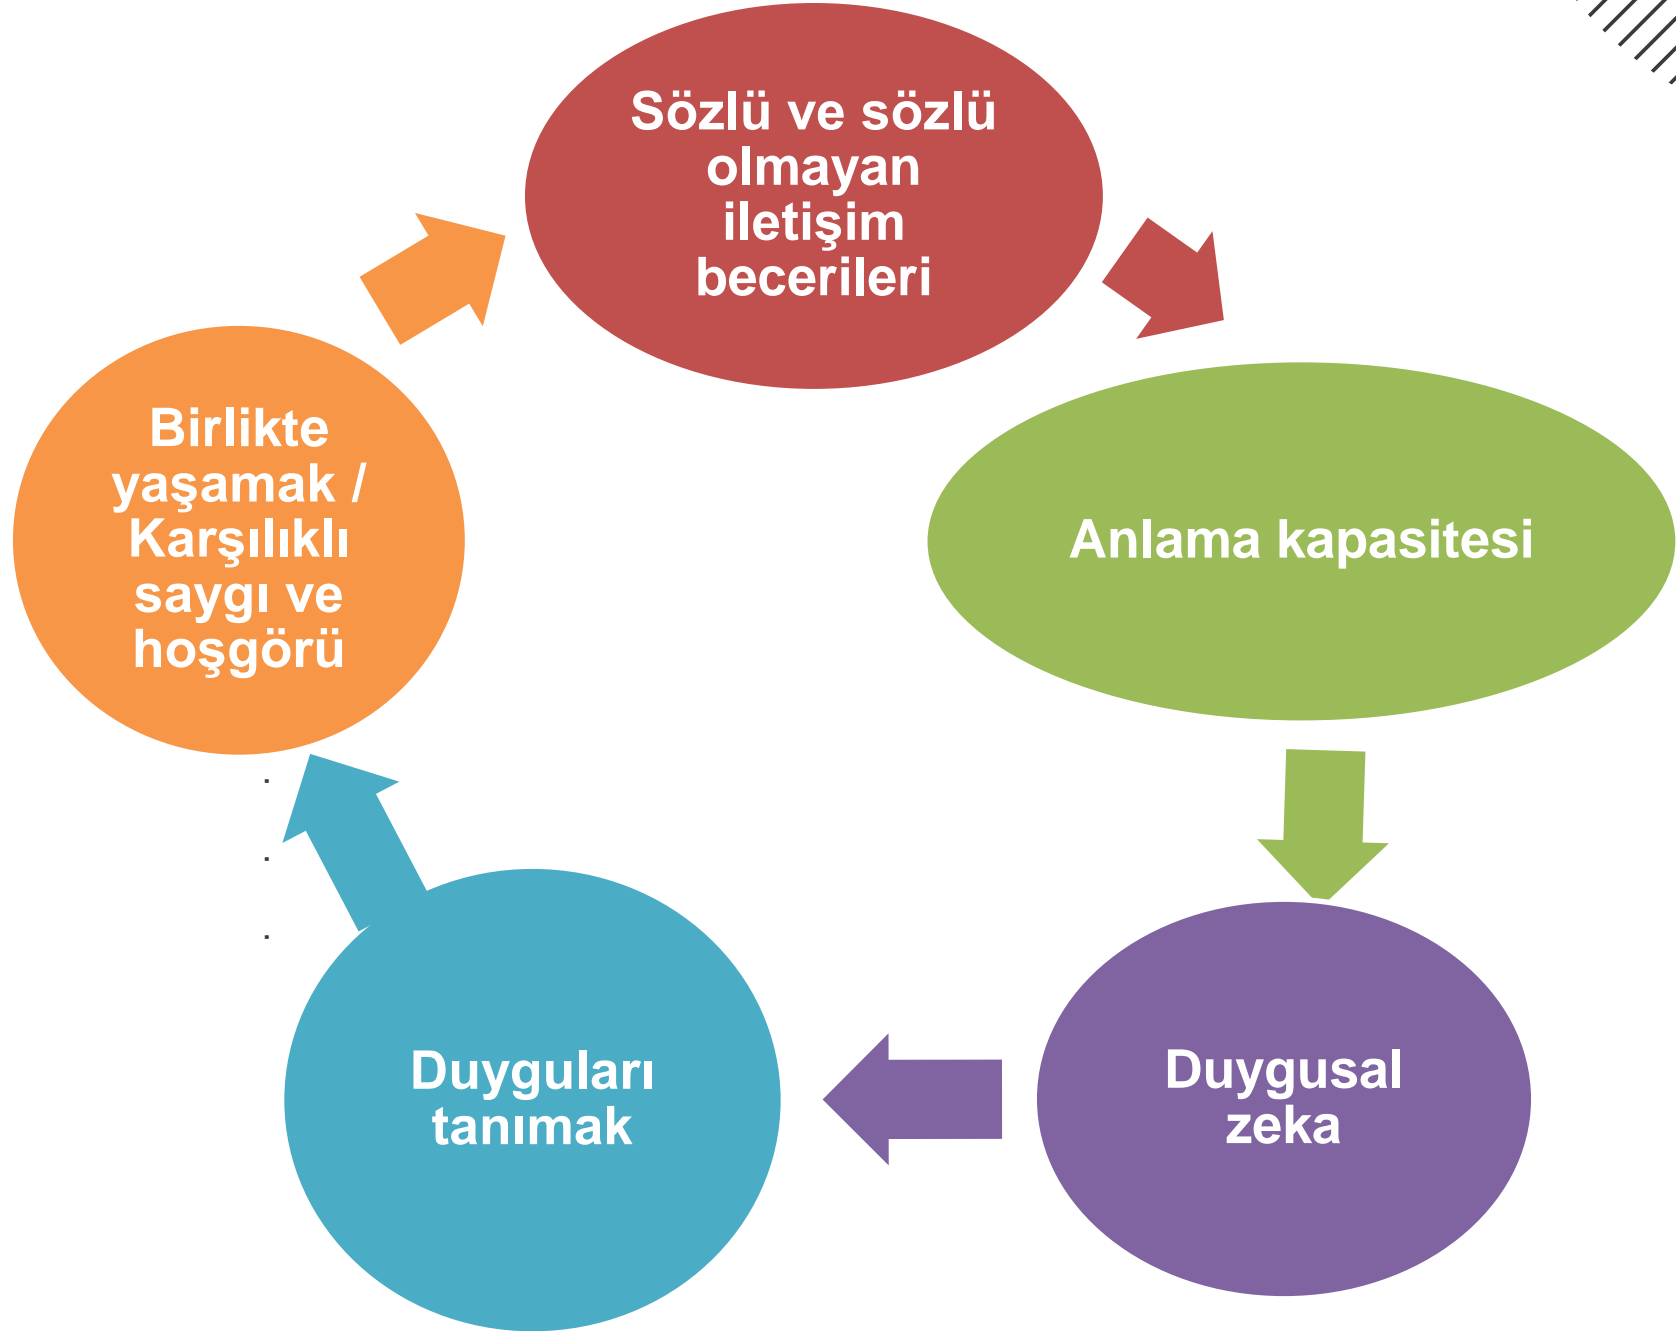 Sözlü ve sözlü
olmayan
iletişim
becerileri
Anlama kapasitesi
Duygusal
zeka
Duyguları
tanımak
Birlikte
yaşamak /
Karşılıklı
saygı ve
hoşgörü